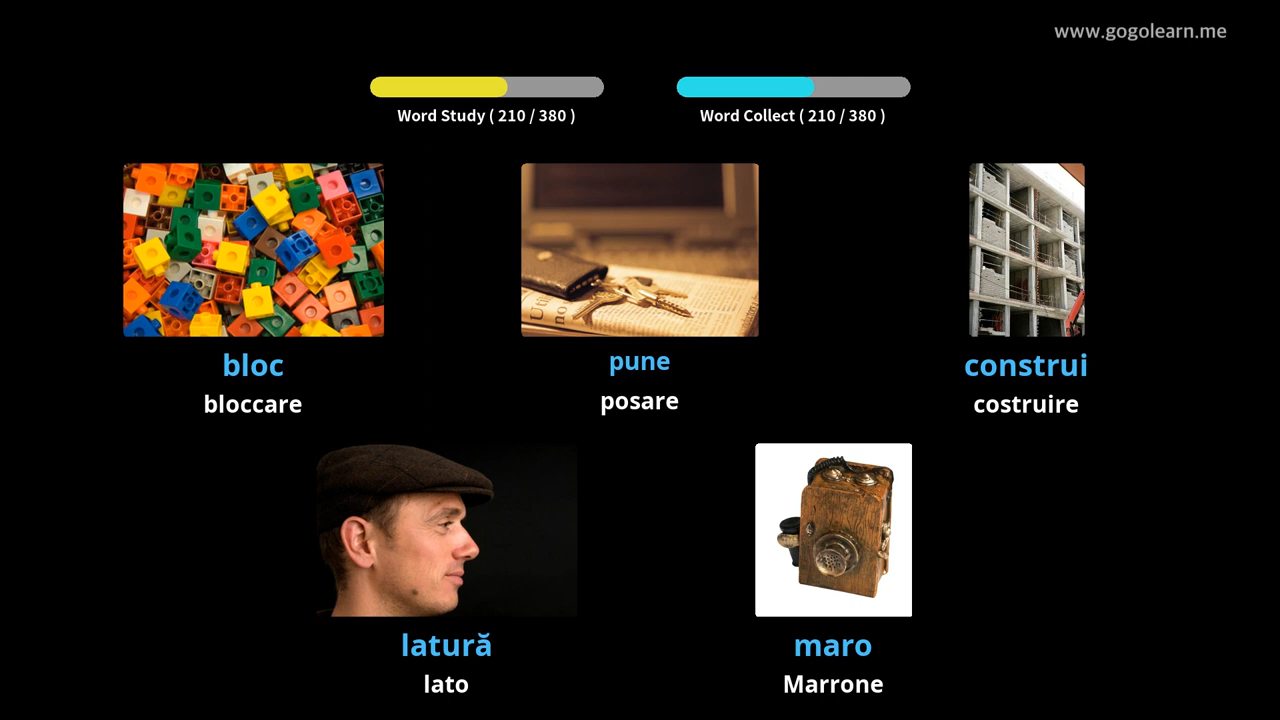 www.gogolearn.me
Word Study ( 210 / 380 )
Word Collect ( 210 / 380 )
bloc
bloccare
pune
posare
construi
costruire
latură
lato
maro
Marrone